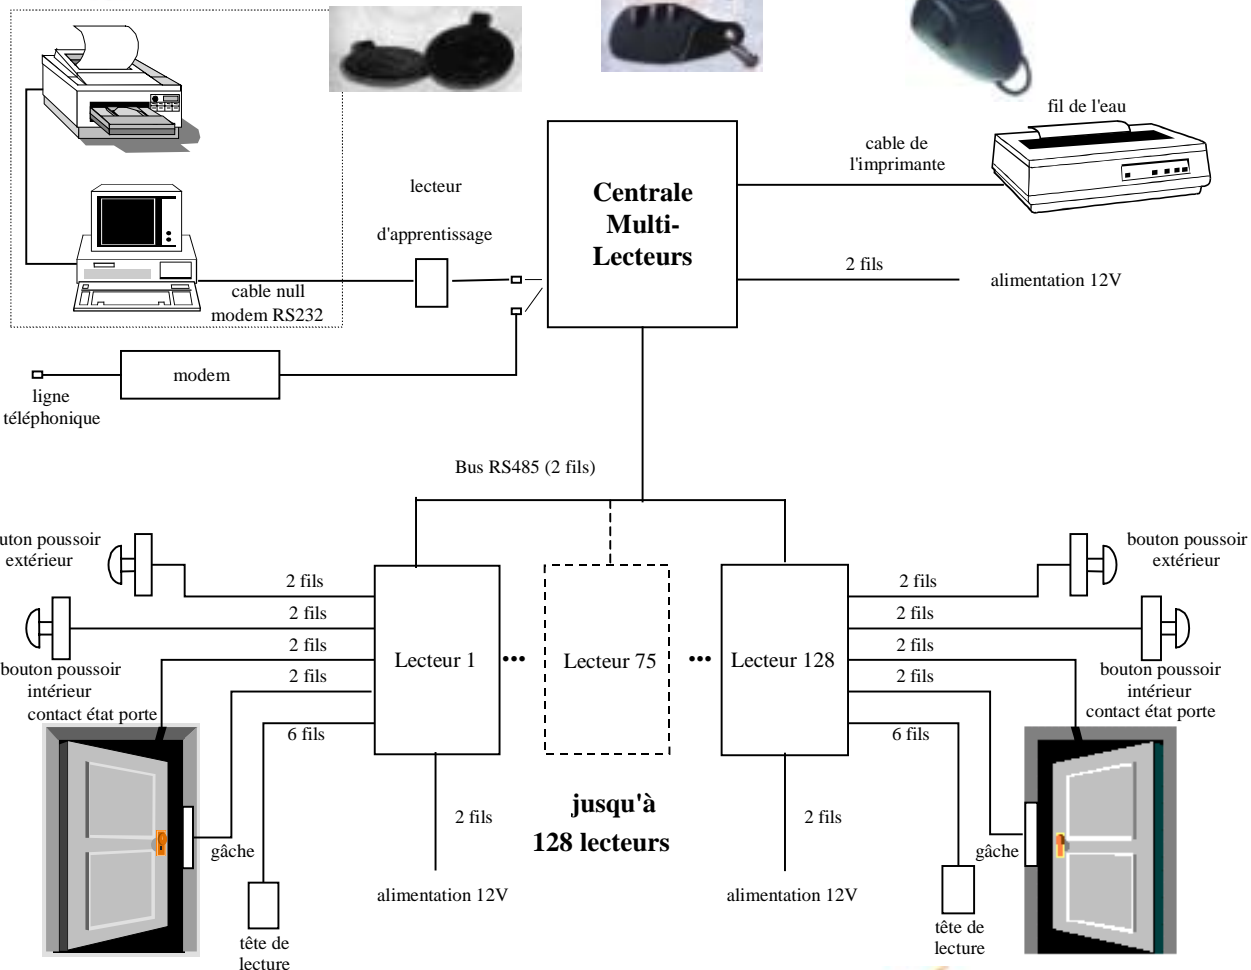 fil de l'eau
cable de
l'imprimante
lecteur
d'apprentissage
Centrale
Multi-
Lecteurs
2 fils
alimentation 12V
cable null
modem RS232
modem
ligne
téléphonique
Bus RS485 (2 fils)
uton poussoir
extérieur
bouton poussoir
intérieur
contact état porte
2 fils
2 fils
2 fils
2 fils
6 fils
Lecteur 1
•••
Lecteur 75
•••
Lecteur 128
2 fils
2 fils
2 fils
2 fils
6 fils
bouton poussoir
extérieur
bouton poussoir
intérieur
contact état porte
gâche
tête de
lecture
2 fils
alimentation 12V
jusqu'à
128 lecteurs
2 fils
alimentation 12V
gâche
tête de
lecture